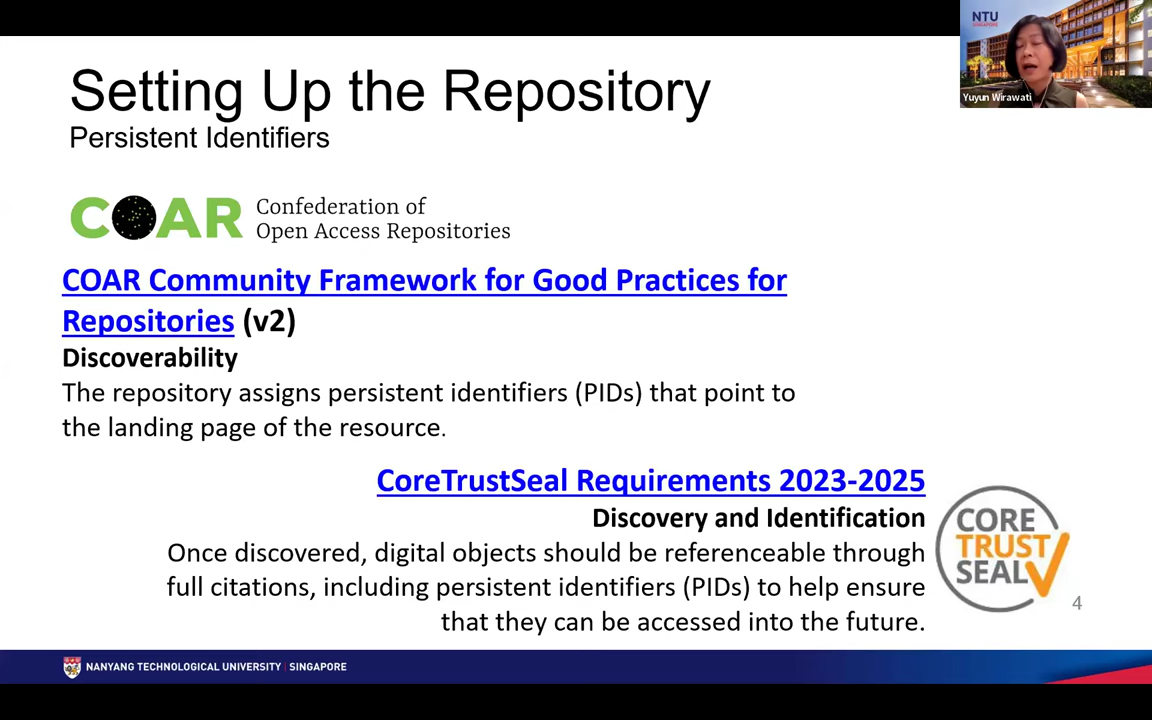 NTU
SINGAPORE
Yuyun Wirawati
Setting Up the Repository
Persistent Identifiers
COAR Confederation of
Open Access Repositories
COAR Community Framework for Good Practices for
Repositories (v2)
Discoverability
The repository assigns persistent identifiers (PIDs) that point to
the landing page of the resource.
CoreTrustSeal Requirements 2023-2025
Discovery and Identification
Once discovered, digital objects should be referenceable through
full citations, including persistent identifiers (PIDs) to help ensure
that they can be accessed into the future.
CORE
TRUST
SEAL
4
NANYANG TECHNOLOGICAL UNIVERSITY | SINGAPORE